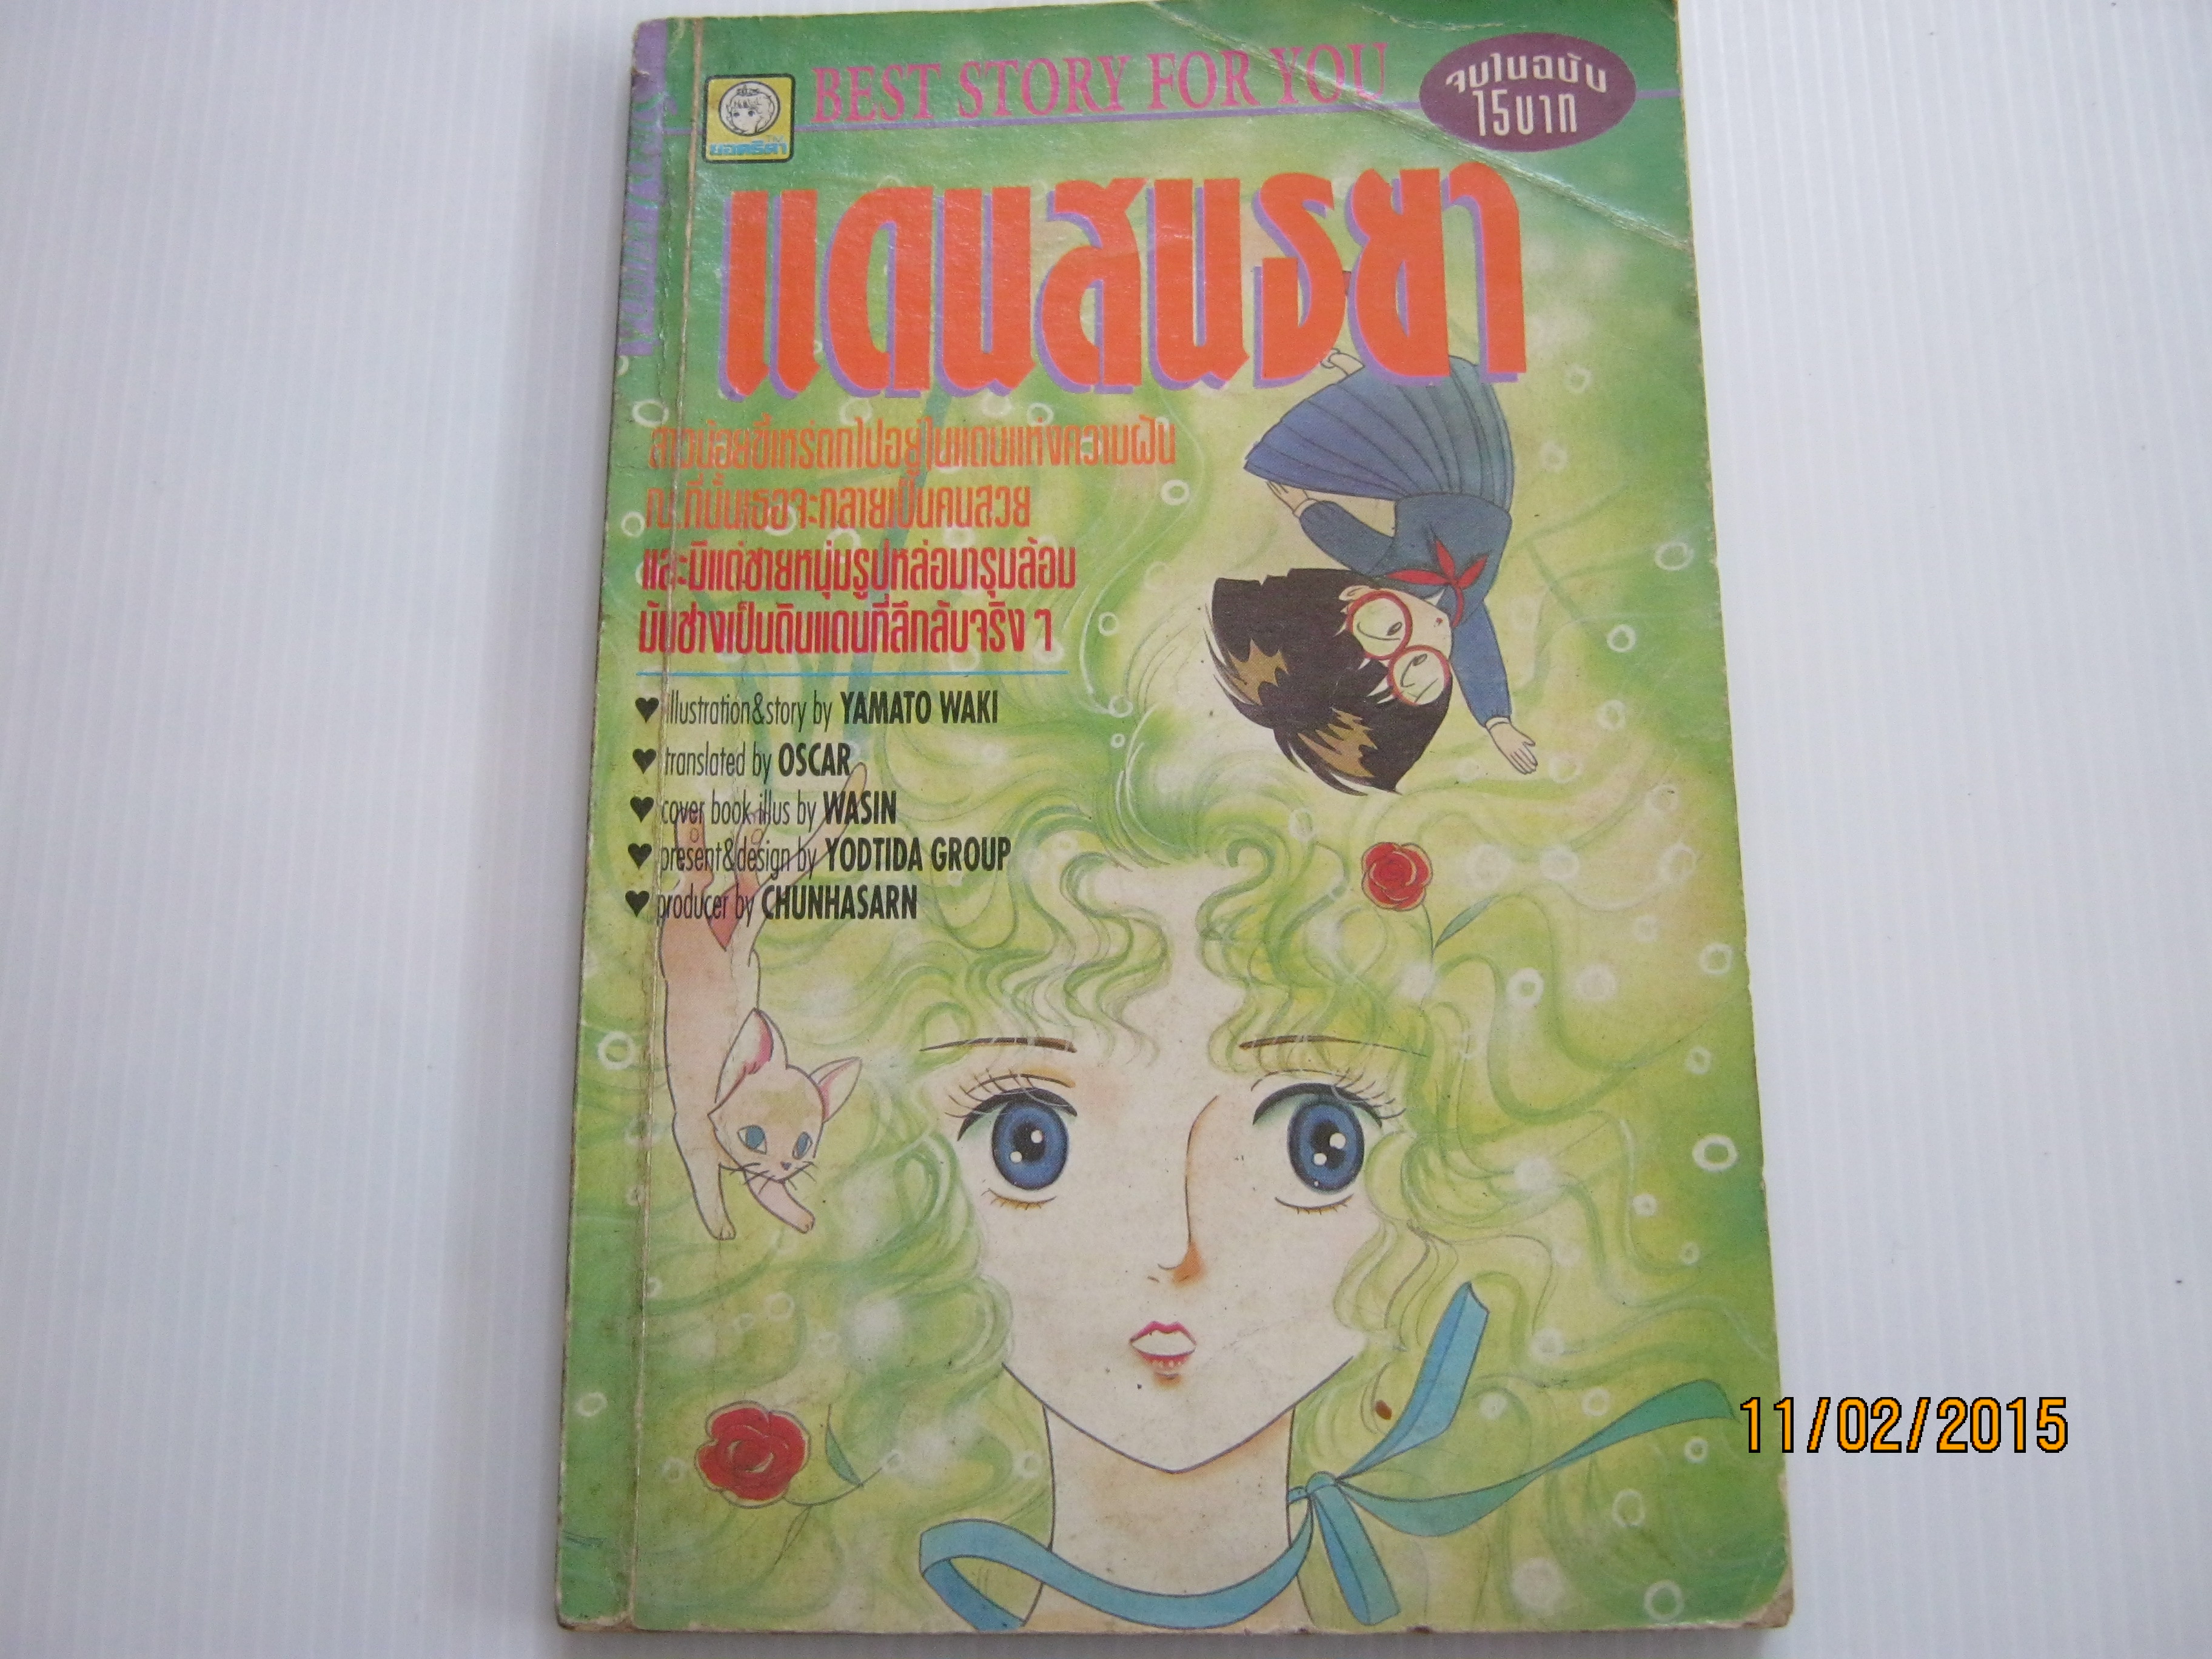 BEST STORY FOR YOU
จบในฉบับ
15บาท
ยอดธิดา
แดนสนธยา
สาวน้อยขี้เหร่ตกไปอยู่ในแดนแห่งความฝัน
ณ.ที่นั้นเธอจะกลายเป็นคนสวย
และมีแต่ชายหนุ่มรูปหล่อมารุมล้อม
มันช่างเป็นดินแดนที่ลึกลับจริง ๆ
♥ illustration&story by YAMATO WAKI
♥ translated by OSCAR
♥ cover book illus by WASIN
♥ present&design by YODTIDA GROUP
♥ producer by CHUNHASARN
11/02/2015